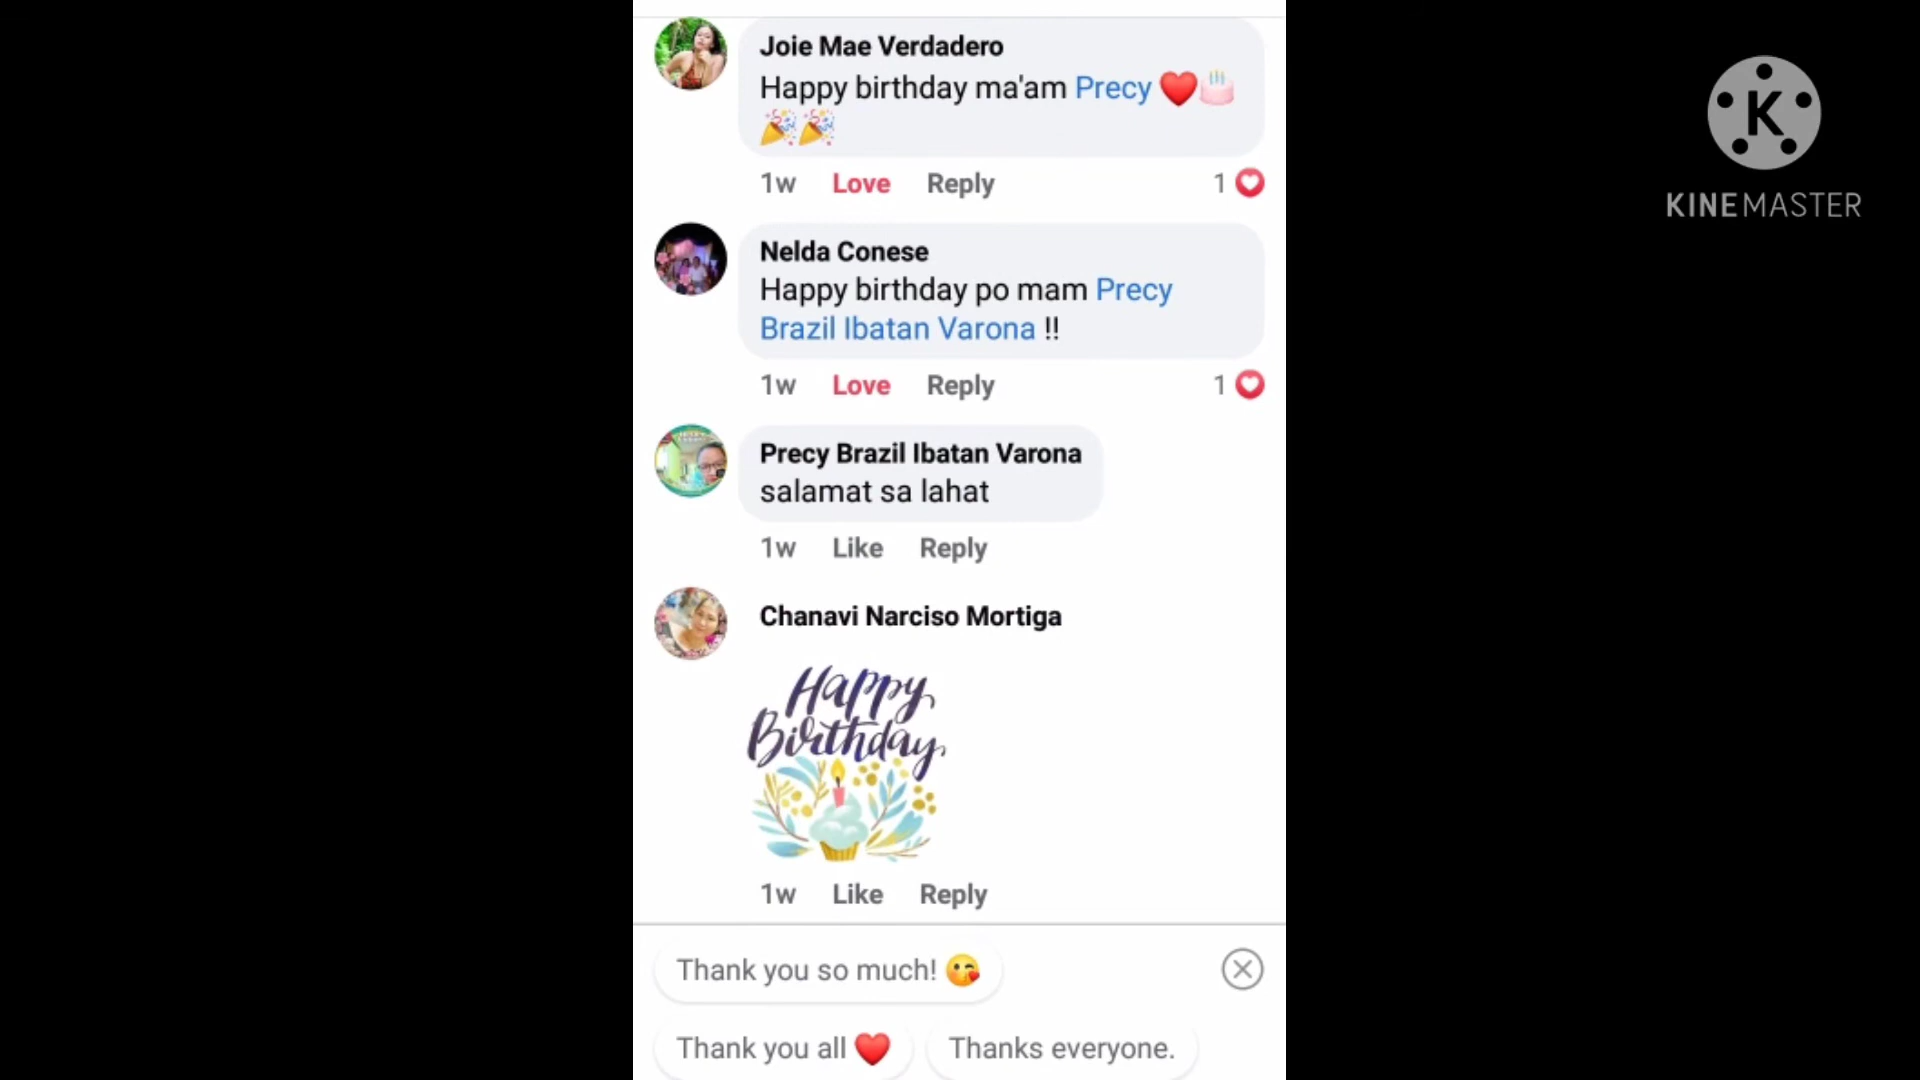 Joie Mae Verdadero
Happy birthday ma'am Precy ❤️🎂
🎉🎉
1w Love Reply 1
Nelda Conese
Happy birthday po mam Precy
Brazil Ibatan Varona !!
1w Love Reply 1
Precy Brazil Ibatan Varona
salamat sa lahat
1w Like Reply
Chanavi Narciso Mortiga
Happy
Birthday
1w Like Reply
Thank you so much! 😘
Thank you all ❤️ Thanks everyone.
K
KINEMASTER